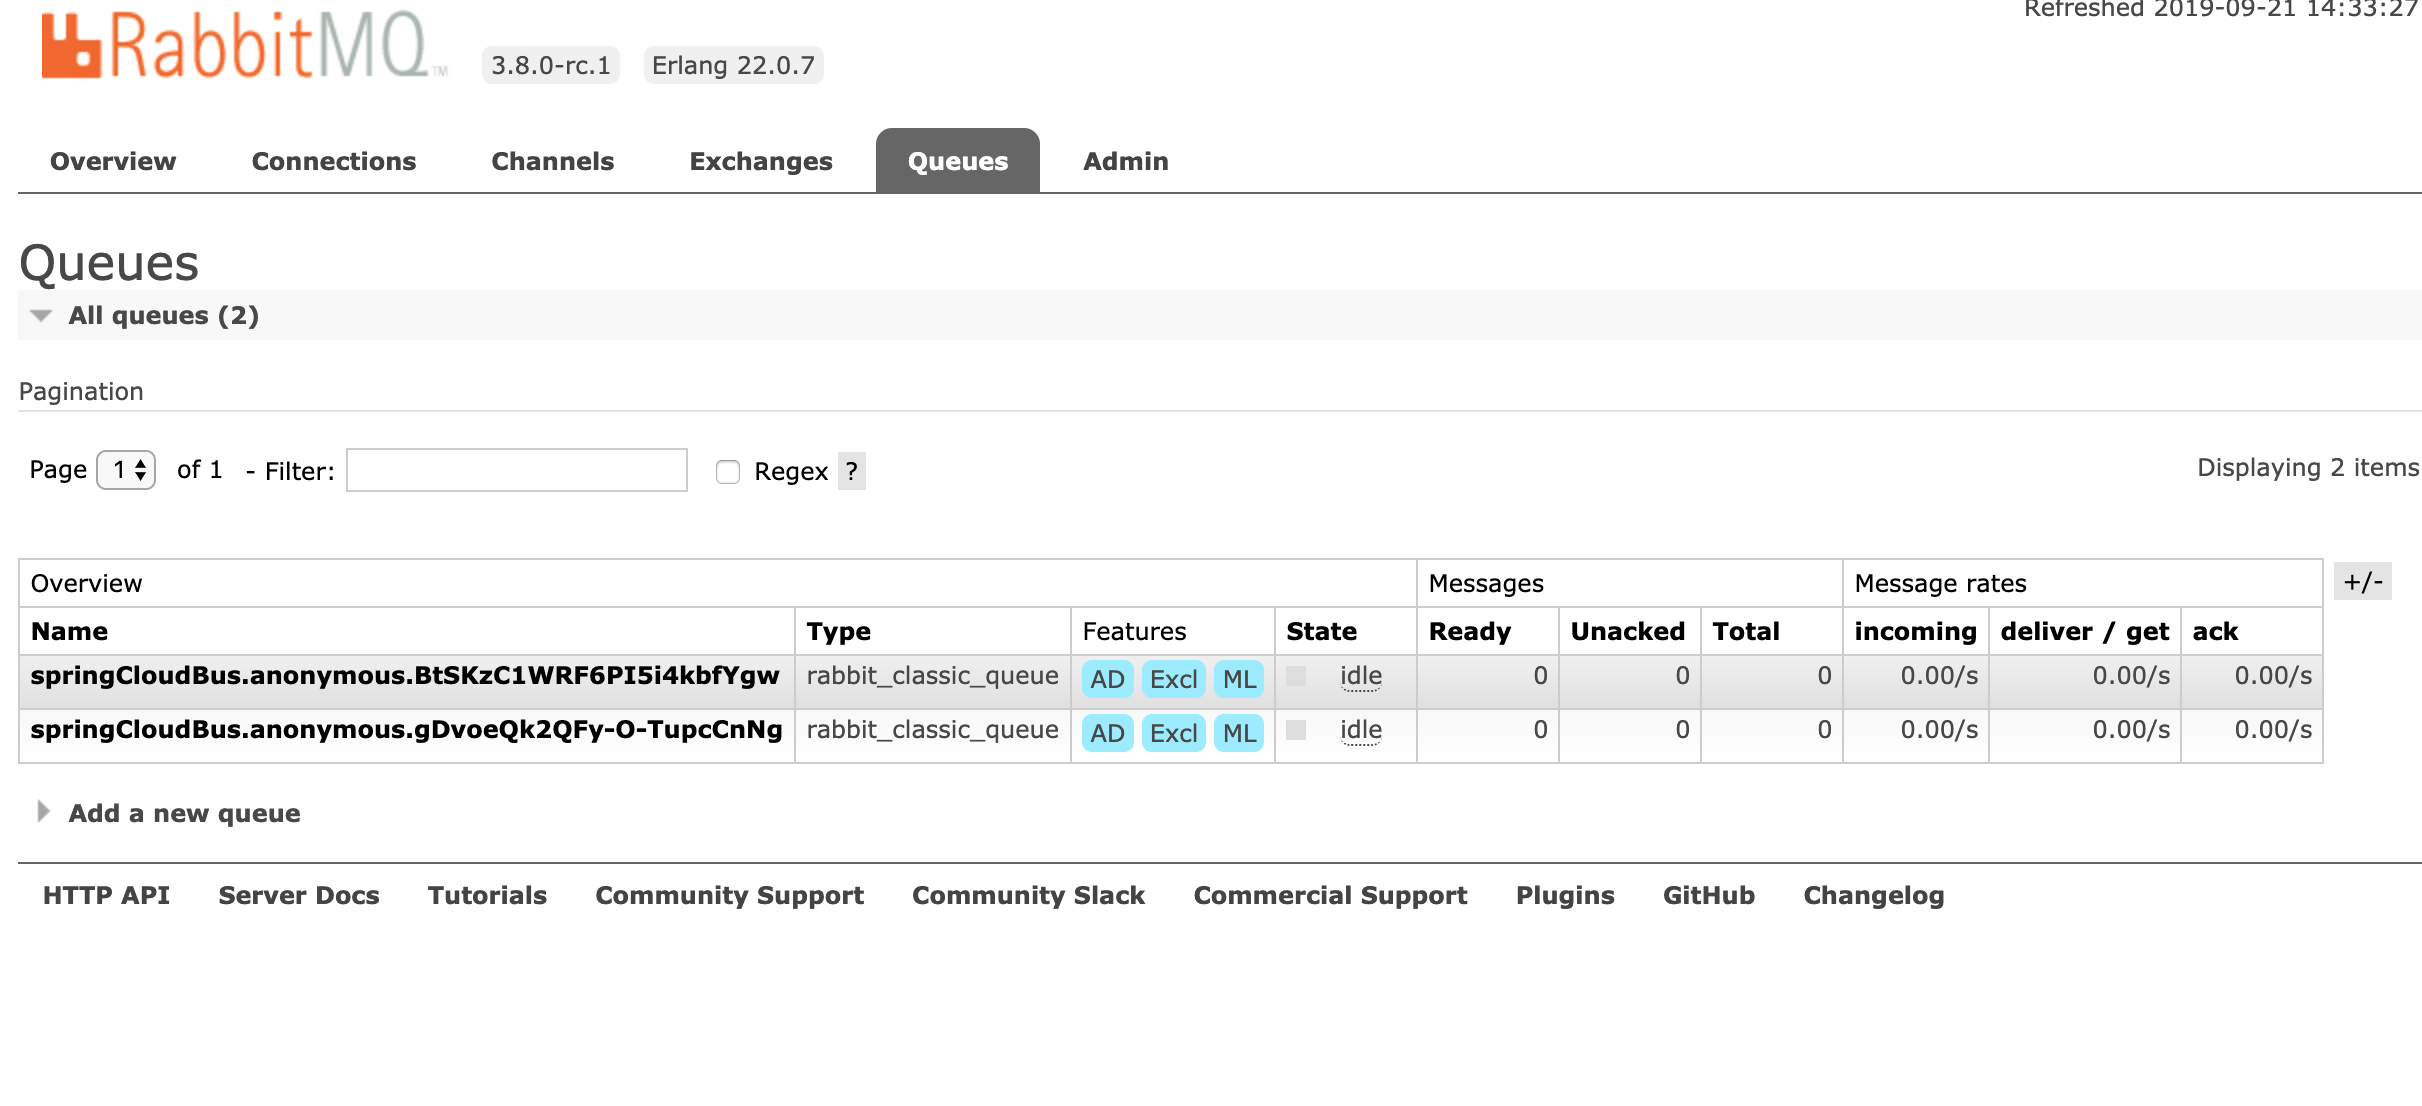 Refreshed 2019-09-21 14:33:27
RabbitMQ™ 3.8.0-rc.1 Erlang 22.0.7
Overview Connections Channels Exchanges Queues Admin
Queues
All queues (2)
Pagination
Page 1 of 1 - Filter: Regex ? Displaying 2 items
Overview Messages Message rates +/-
Name Type Features State Ready Unacked Total incoming deliver / get ack
springCloudBus.anonymous.BtSKzC1WRF6PI5i4kbfYgw rabbit_classic_queue AD Excl ML idle 0 0 0 0.00/s 0.00/s 0.00/s
springCloudBus.anonymous.gDvoeQk2QFy-O-TupcCnNg rabbit_classic_queue AD Excl ML idle 0 0 0 0.00/s 0.00/s 0.00/s
Add a new queue
HTTP API Server Docs Tutorials Community Support Community Slack Commercial Support Plugins GitHub Changelog